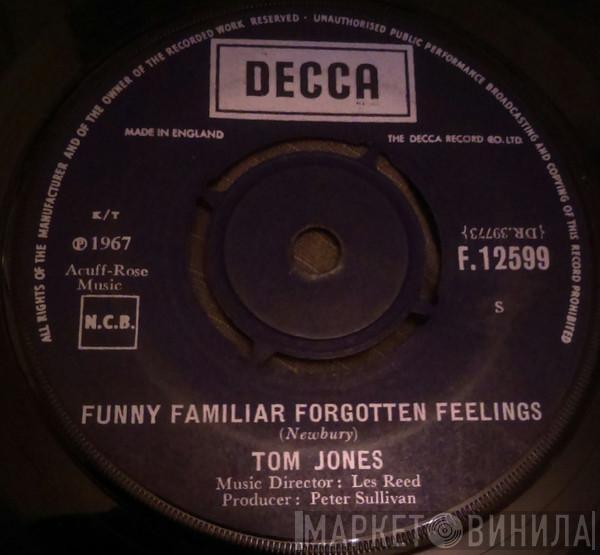 ALL RIGHTS OF THE MANUFACTURER AND OF THE OWNER OF THE RECORDED WORK RESERVED · UNAUTHORISED PUBLIC PERFORMANCE BROADCASTING AND COPYING OF THIS RECORD PROHIBITED
DECCA
MADE IN ENGLAND
THE DECCA RECORD CO. LTD.
K/T
℗ 1967
Acuff-Rose
Music
N.C.B.
{DR.39773}
F.12599
S
FUNNY FAMILIAR FORGOTTEN FEELINGS
(Newbury)
TOM JONES
Music Director: Les Reed
Producer: Peter Sullivan
МАРКЕТ ВИНИЛА